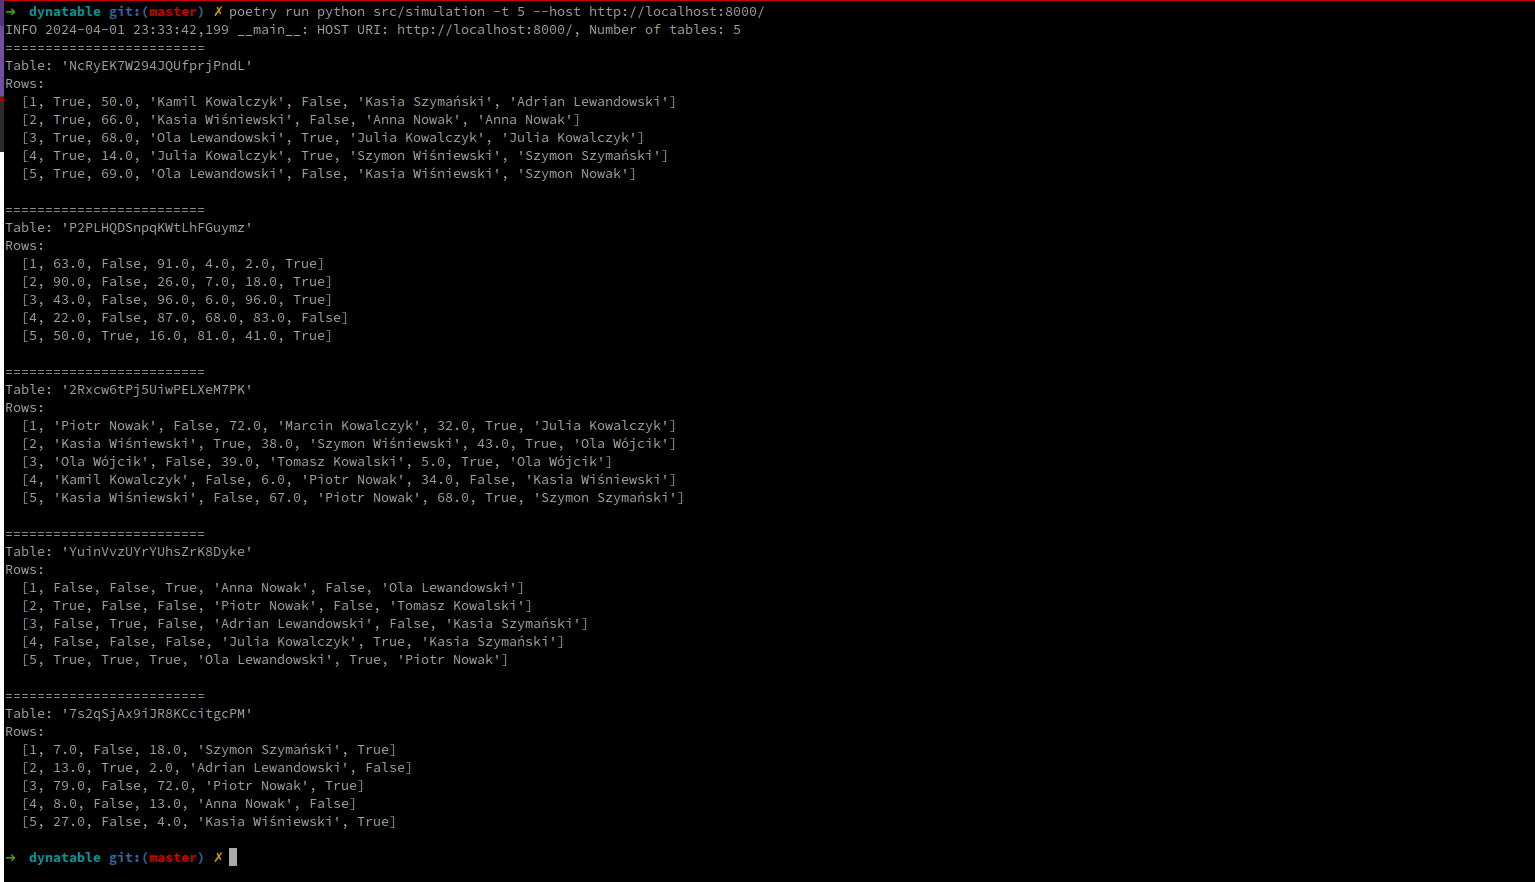 ➜  dynatable git:(master) ✗ poetry run python src/simulation -t 5 --host http://localhost:8000/
INFO 2024-04-01 23:33:42,199 __main__: HOST URI: http://localhost:8000/, Number of tables: 5
=========================
Table: 'NcRyEK7W294JQUfprjPndL'
Rows:
  [1, True, 50.0, 'Kamil Kowalczyk', False, 'Kasia Szymański', 'Adrian Lewandowski']
  [2, True, 66.0, 'Kasia Wiśniewski', False, 'Anna Nowak', 'Anna Nowak']
  [3, True, 68.0, 'Ola Lewandowski', True, 'Julia Kowalczyk', 'Julia Kowalczyk']
  [4, True, 14.0, 'Julia Kowalczyk', True, 'Szymon Wiśniewski', 'Szymon Szymański']
  [5, True, 69.0, 'Ola Lewandowski', False, 'Kasia Wiśniewski', 'Szymon Nowak']

=========================
Table: 'P2PLHQDSnpqKWtLhFGuymz'
Rows:
  [1, 63.0, False, 91.0, 4.0, 2.0, True]
  [2, 90.0, False, 26.0, 7.0, 18.0, True]
  [3, 43.0, False, 96.0, 6.0, 96.0, True]
  [4, 22.0, False, 87.0, 68.0, 83.0, False]
  [5, 50.0, True, 16.0, 81.0, 41.0, True]

=========================
Table: '2Rxcw6tPj5UiwPELXeM7PK'
Rows:
  [1, 'Piotr Nowak', False, 72.0, 'Marcin Kowalczyk', 32.0, True, 'Julia Kowalczyk']
  [2, 'Kasia Wiśniewski', True, 38.0, 'Szymon Wiśniewski', 43.0, True, 'Ola Wójcik']
  [3, 'Ola Wójcik', False, 39.0, 'Tomasz Kowalski', 5.0, True, 'Ola Wójcik']
  [4, 'Kamil Kowalczyk', False, 6.0, 'Piotr Nowak', 34.0, False, 'Kasia Wiśniewski']
  [5, 'Kasia Wiśniewski', False, 67.0, 'Piotr Nowak', 68.0, True, 'Szymon Szymański']

=========================
Table: 'YuinVvzUYrYUhsZrK8Dyke'
Rows:
  [1, False, False, True, 'Anna Nowak', False, 'Ola Lewandowski']
  [2, True, False, False, 'Piotr Nowak', False, 'Tomasz Kowalski']
  [3, False, True, False, 'Adrian Lewandowski', False, 'Kasia Szymański']
  [4, False, False, False, 'Julia Kowalczyk', True, 'Kasia Szymański']
  [5, True, True, True, 'Ola Lewandowski', True, 'Piotr Nowak']

=========================
Table: '7s2qSjAx9iJR8KCcitgcPM'
Rows:
  [1, 7.0, False, 18.0, 'Szymon Szymański', True]
  [2, 13.0, True, 2.0, 'Adrian Lewandowski', False]
  [3, 79.0, False, 72.0, 'Piotr Nowak', True]
  [4, 8.0, False, 13.0, 'Anna Nowak', False]
  [5, 27.0, False, 4.0, 'Kasia Wiśniewski', True]

➜  dynatable git:(master) ✗